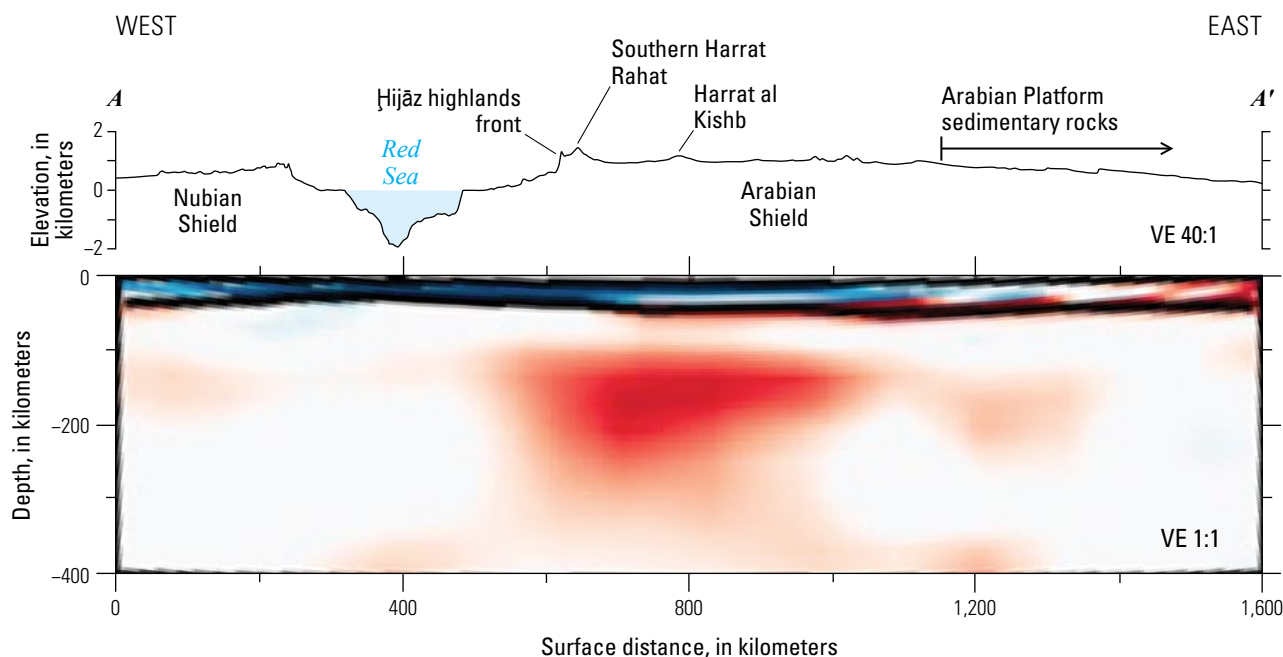 WEST
EAST
Southern Harrat
Rahat
Ḩijāz highlands
front
Harrat al
Kishb
Arabian Platform
sedimentary rocks
A
A′
Elevation, in
kilometers
2
0
−2
Red
Sea
Nubian
Shield
Arabian
Shield
VE 40:1
Depth, in kilometers
0
−200
−400
VE 1:1
0
400
800
1,200
1,600
Surface distance, in kilometers